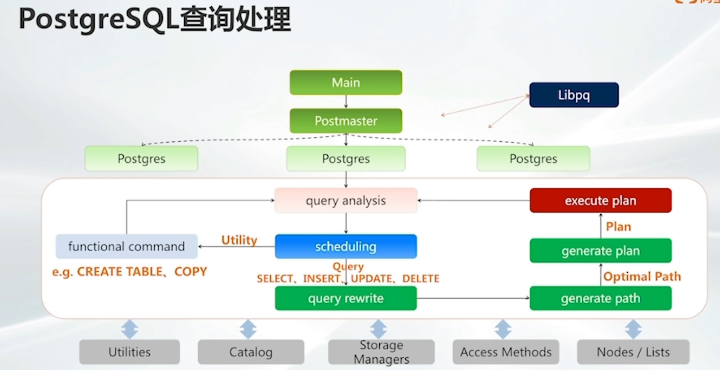 PostgreSQL查询处理
Main
Libpq
Postmaster
Postgres
Postgres
Postgres
query analysis
execute plan
Plan
functional command
Utility
scheduling
generate plan
e.g. CREATE TABLE、COPY
Query
SELECT、INSERT、UPDATE、DELETE
Optimal Path
query rewrite
generate path
Utilities
Catalog
Storage
Managers
Access Methods
Nodes / Lists